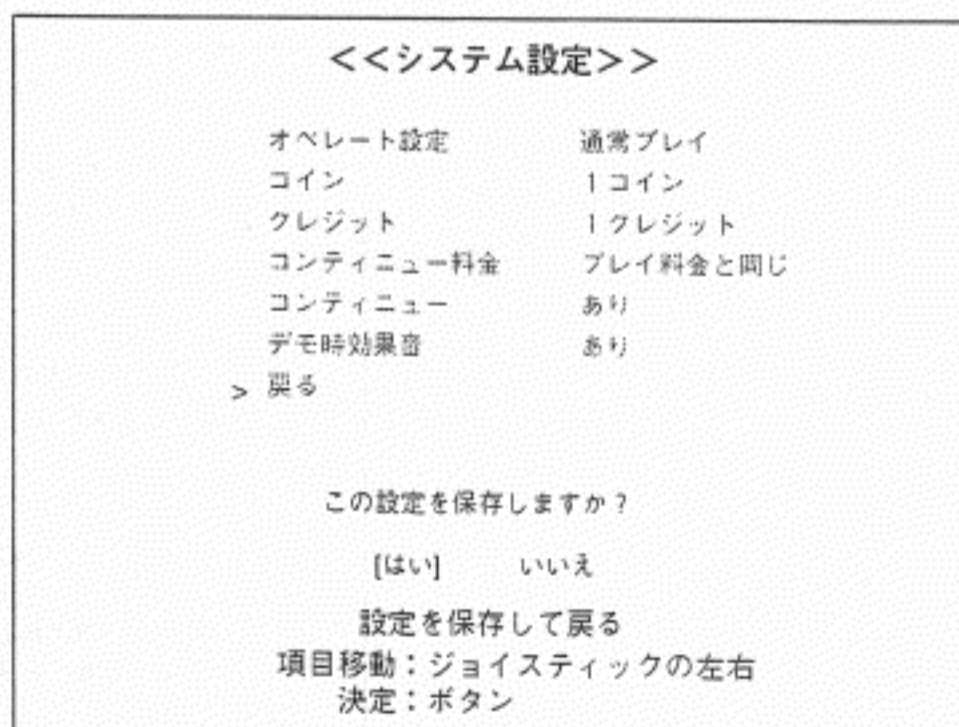 <<システム設定>>
オペレート設定 通常プレイ
コイン 1コイン
クレジット 1クレジット
コンティニュー料金 プレイ料金と同じ
コンティニュー あり
デモ時効果音 あり
> 戻る
この設定を保存しますか？
[はい] いいえ
設定を保存して戻る
項目移動：ジョイスティックの左右
決定：ボタン